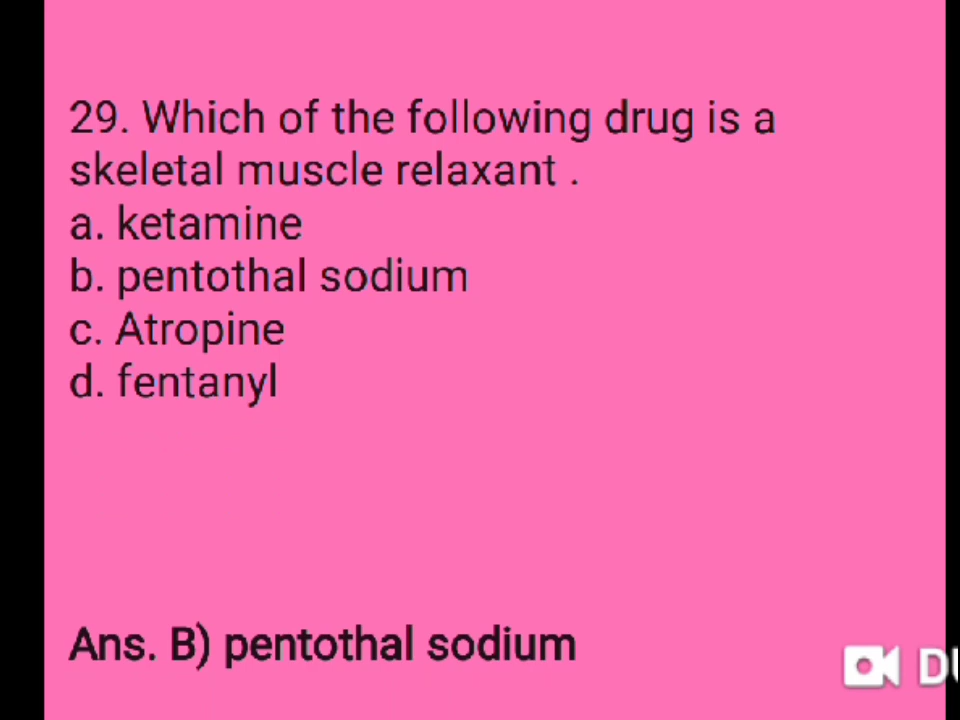 29. Which of the following drug is a
skeletal muscle relaxant .
a. ketamine
b. pentothal sodium
c. Atropine
d. fentanyl
Ans. B) pentothal sodium